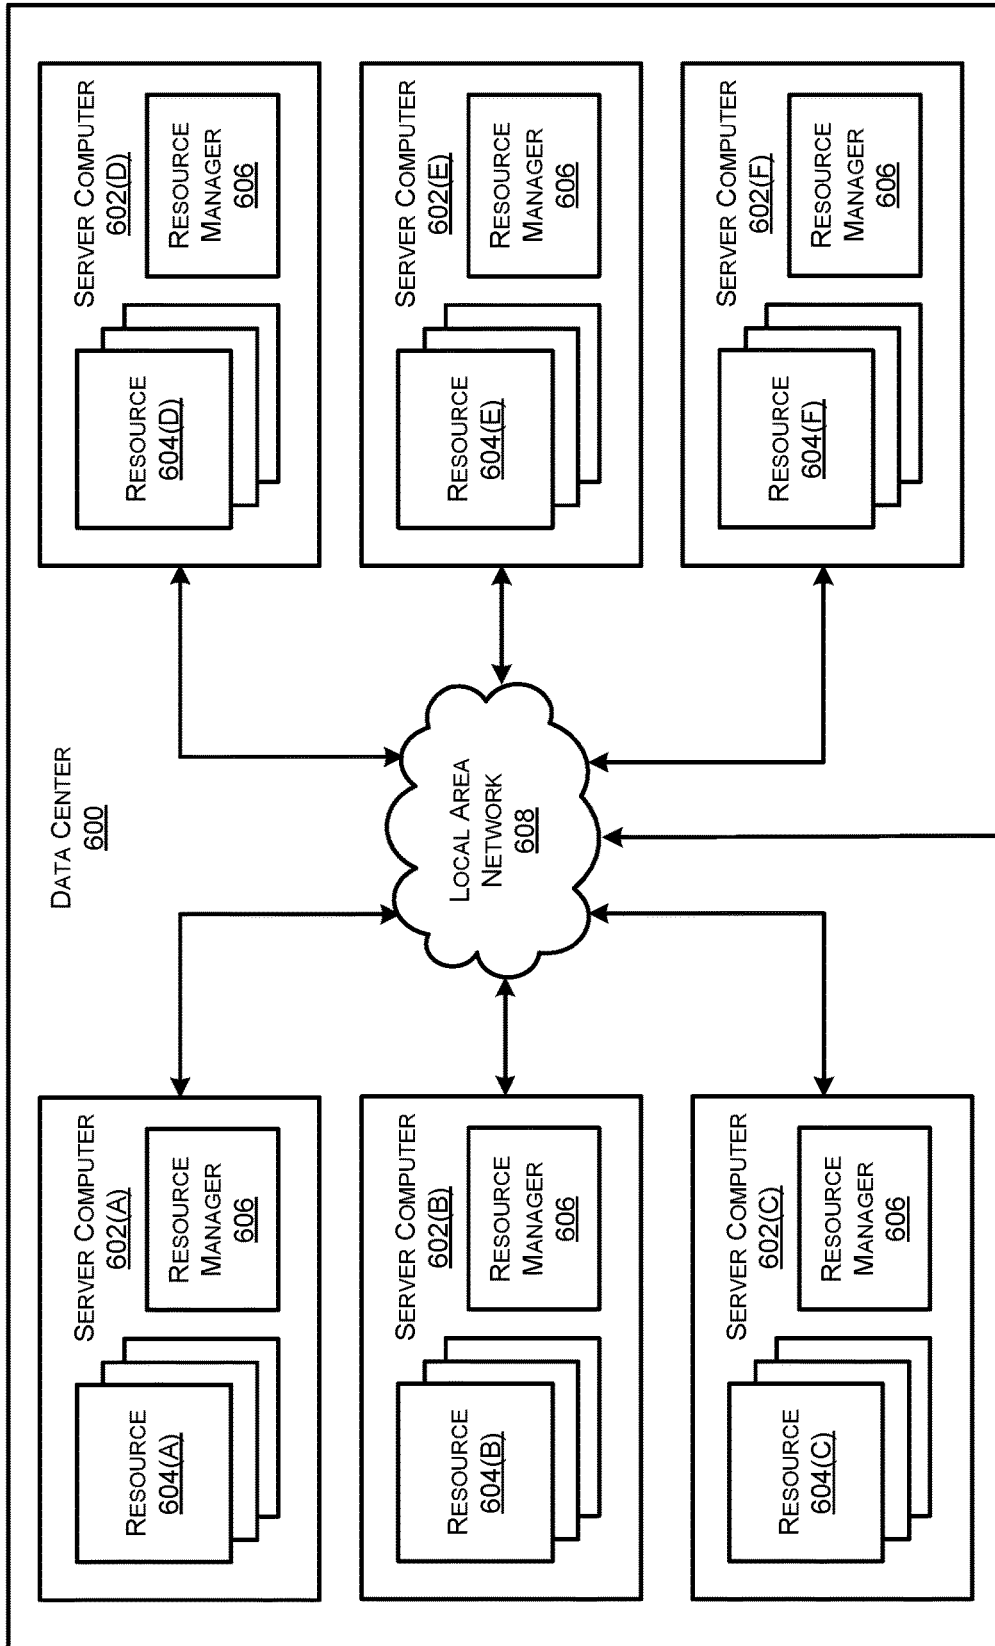 DATA CENTER
600
SERVER COMPUTER
602(A)
RESOURCE
604(A)
RESOURCE
MANAGER
606
SERVER COMPUTER
602(B)
RESOURCE
604(B)
RESOURCE
MANAGER
606
SERVER COMPUTER
602(C)
RESOURCE
604(C)
RESOURCE
MANAGER
606
LOCAL AREA
NETWORK
608
SERVER COMPUTER
602(D)
RESOURCE
604(D)
RESOURCE
MANAGER
606
SERVER COMPUTER
602(E)
RESOURCE
604(E)
RESOURCE
MANAGER
606
SERVER COMPUTER
602(F)
RESOURCE
604(F)
RESOURCE
MANAGER
606